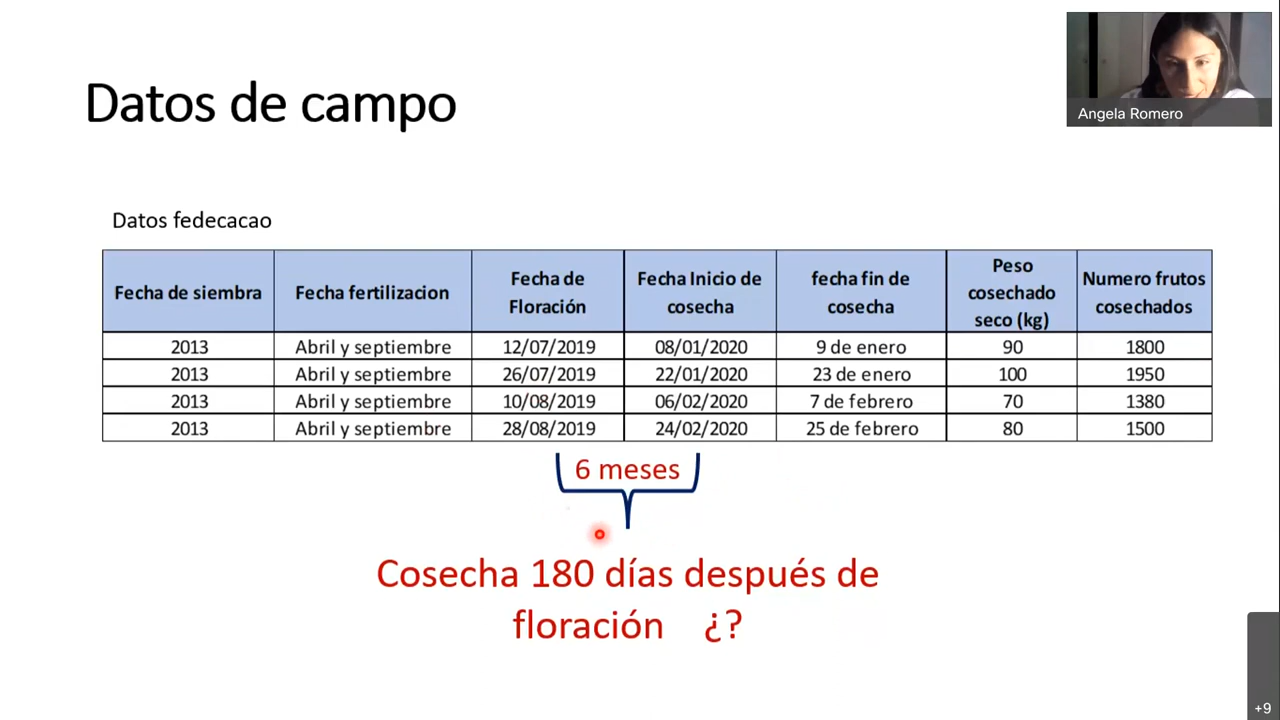 Datos de campo
Angela Romero
Datos fedecacao
Fecha de siembra Fecha fertilizacion Fecha de Floración Fecha Inicio de cosecha fecha fin de cosecha Peso cosechado seco (kg) Numero frutos cosechados
2013 Abril y septiembre 12/07/2019 08/01/2020 9 de enero 90 1800
2013 Abril y septiembre 26/07/2019 22/01/2020 23 de enero 100 1950
2013 Abril y septiembre 10/08/2019 06/02/2020 7 de febrero 70 1380
2013 Abril y septiembre 28/08/2019 24/02/2020 25 de febrero 80 1500
6 meses
Cosecha 180 días después de
floración ¿?
+9